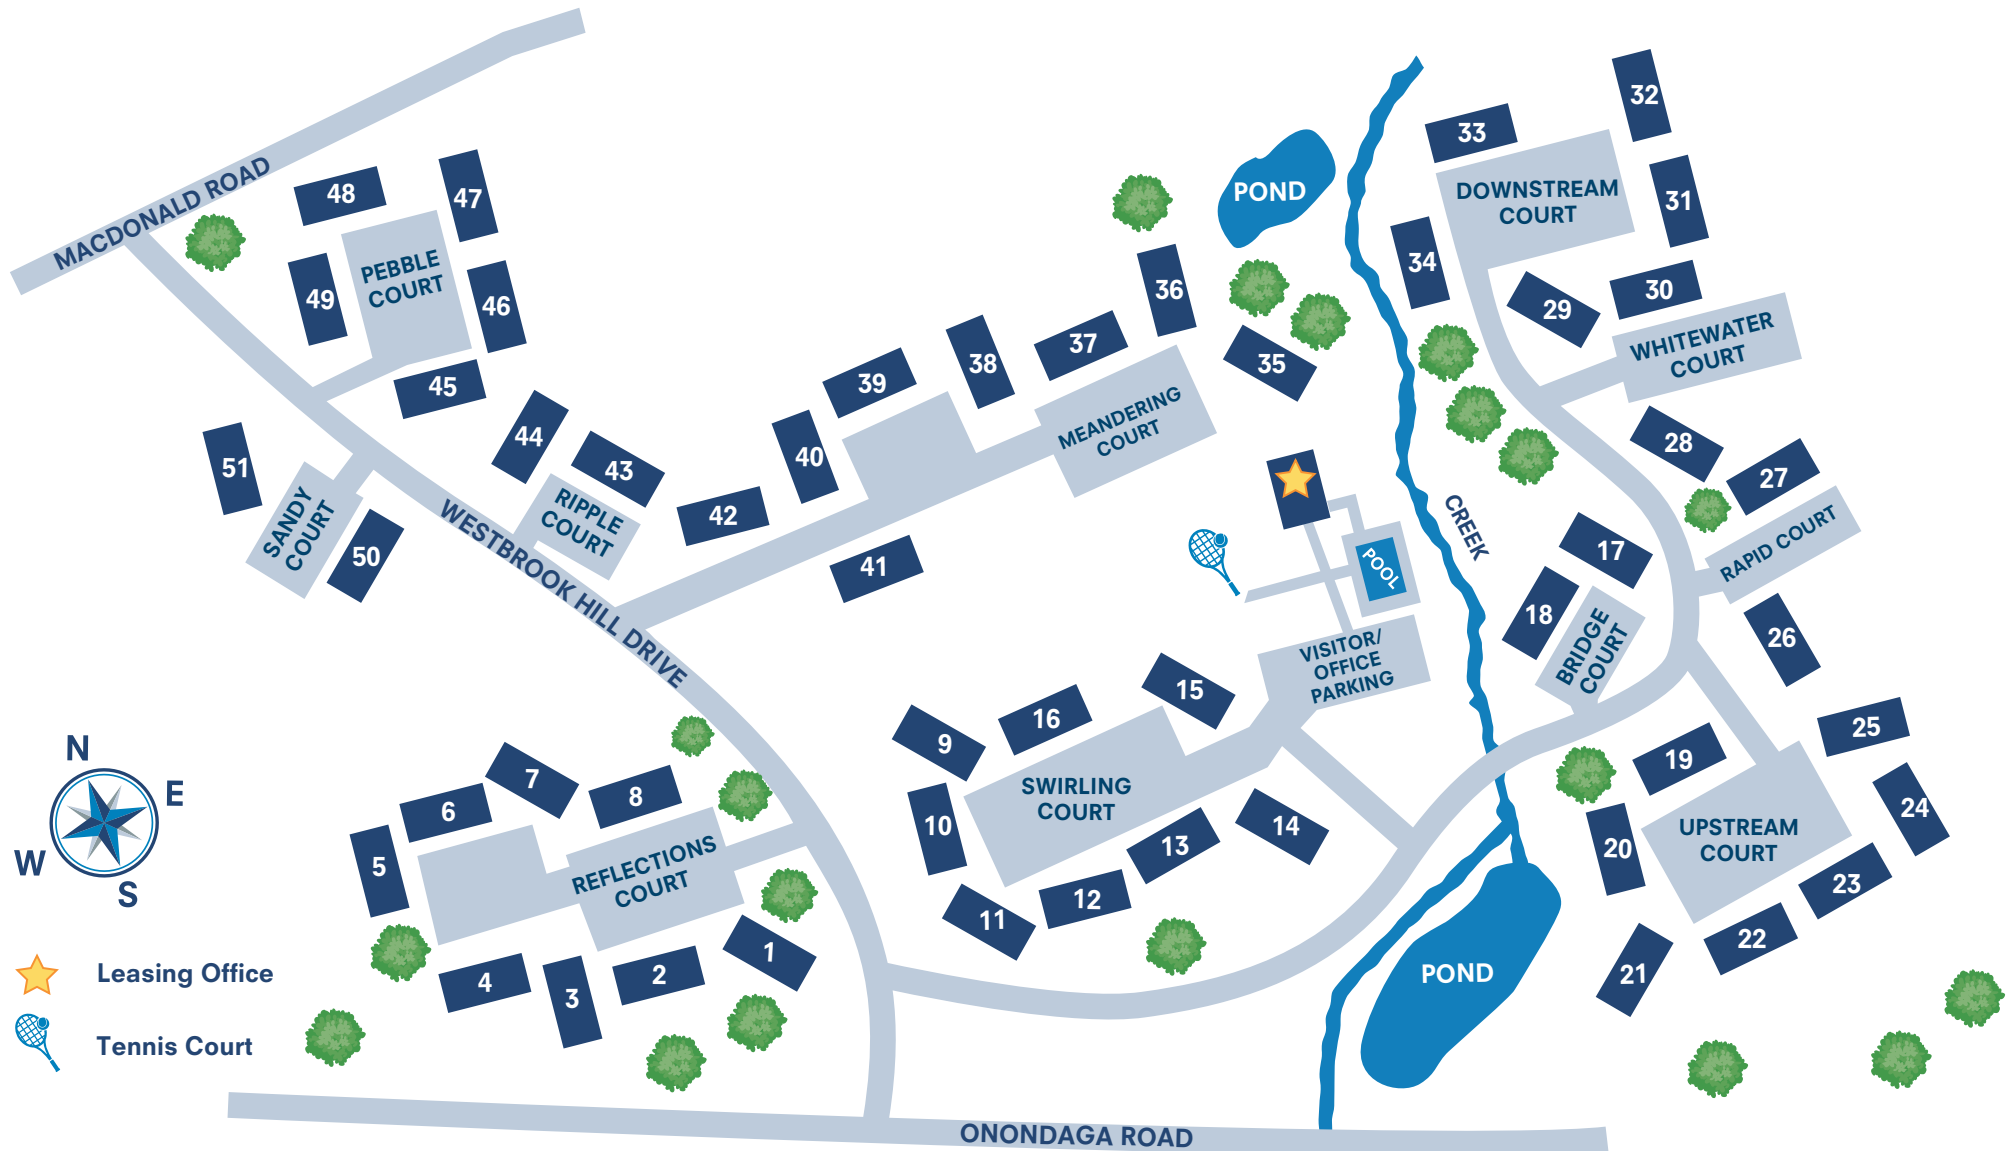 MACDONALD ROAD
48
47
49
PEBBLE
COURT
46
45
51
SANDY
COURT
50
44
43
RIPPLE
COURT
WESTBROOK HILL DRIVE
42
40
39
38
37
36
41
MEANDERING
COURT
35
POND
CREEK
33
32
DOWNSTREAM
COURT
31
34
29
30
WHITEWATER
COURT
28
27
RAPID COURT
17
18
BRIDGE
COURT
26
POOL
VISITOR/
OFFICE
PARKING
15
16
9
10
SWIRLING
COURT
11
12
13
14
19
25
20
UPSTREAM
COURT
24
23
22
21
POND
7
6
8
5
REFLECTIONS
COURT
1
4
3
2
N
E
W
S
Leasing Office
Tennis Court
ONONDAGA ROAD